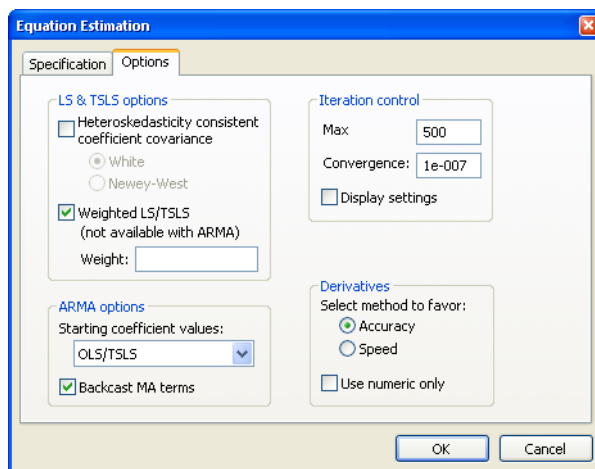 Equation Estimation
Specification
Options
LS & TSLS options
Heteroskedasticity consistent
coefficient covariance
White
Newey-West
Weighted LS/TSLS
(not available with ARMA)
Weight:
ARMA options
Starting coefficient values:
OLS/TSLS
Backcast MA terms
Iteration control
Max
500
Convergence:
1e-007
Display settings
Derivatives
Select method to favor:
Accuracy
Speed
Use numeric only
OK
Cancel